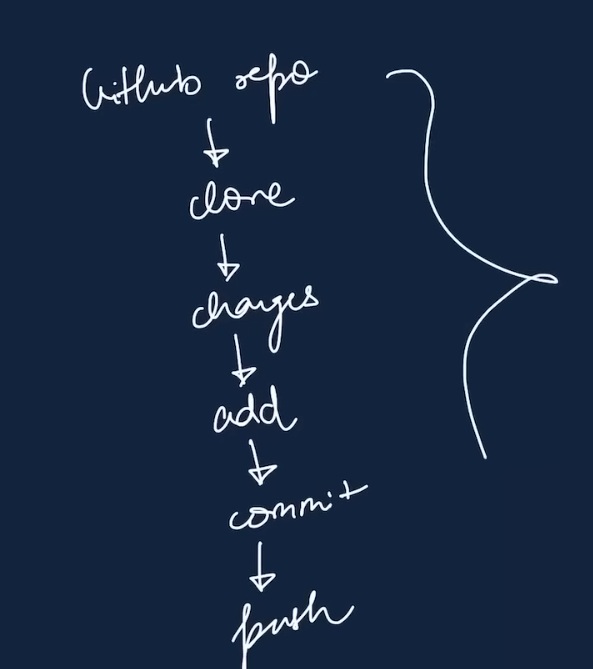 Github repo
↓
clone
↓
changes
↓
add
↓
commit
↓
push